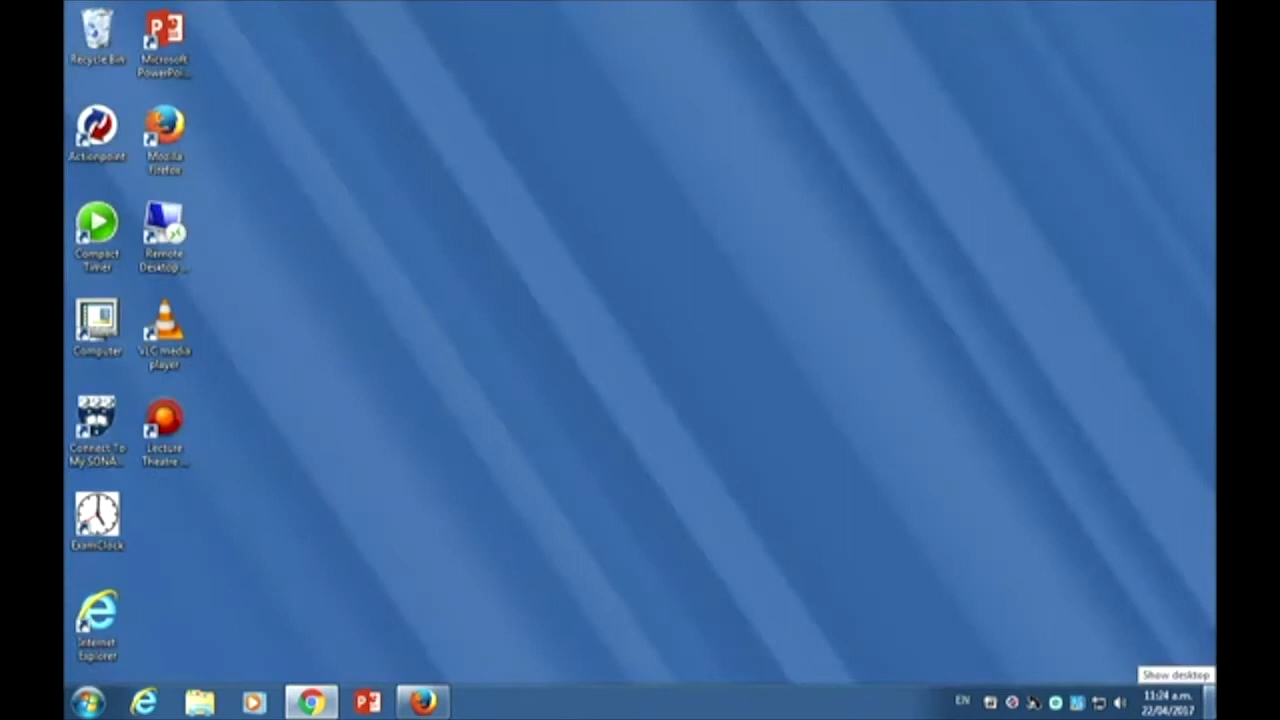 Recycle Bin
Microsoft
PowerPoi...
Actionpoint
Mozilla
Firefox
Compact
Timer
Remote
Desktop ...
Computer
VLC media
player
Connect To
My SONA...
Lecture
Theatre ...
ExamClock
Internet
Explorer
Show desktop
EN
11:24 a.m.
22/04/2017